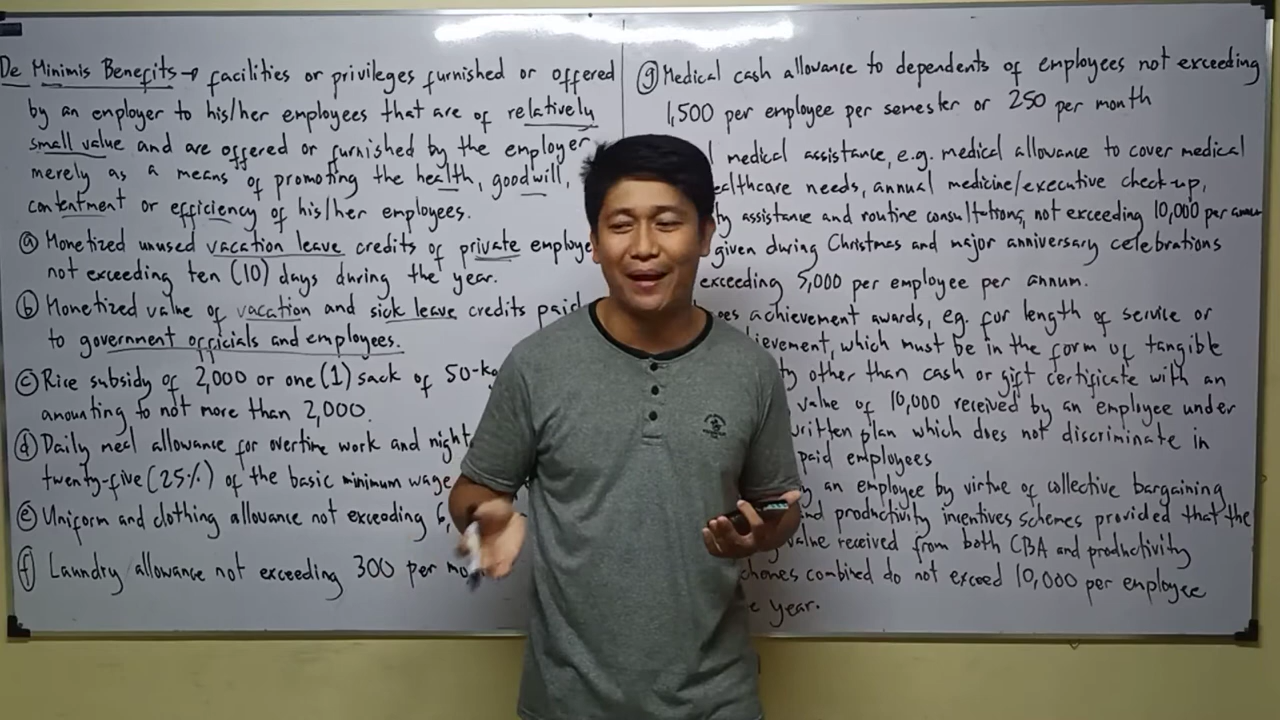 De Minimis Benefits → facilities or privileges furnished or offered
by an employer to his/her employees that are of relatively
small value and are offered or furnished by the employer
merely as a means of promoting the health, goodwill,
contentment or efficiency of his/her employees.
(a) Monetized unused vacation leave credits of private employe
not exceeding ten (10) days during the year.
(b) Monetized value of vacation and sick leave credits paid
to government officials and employees.
(c) Rice subsidy of 2,000 or one (1) sack of 50-kg
amounting to not more than 2,000.
(d) Daily meal allowance for overtime work and night
twenty-five (25%) of the basic minimum wage
(e) Uniform and clothing allowance not exceeding 6,
(f) Laundry allowance not exceeding 300 per mo
(g) Medical cash allowance to dependents of employees not exceeding
1,500 per employee per semester or 250 per month
l medical assistance, e.g. medical allowance to cover medical
ealthcare needs, annual medicine/executive check-up,
ty assistance and routine consultations, not exceeding 10,000 per annum
given during Christmas and major anniversary celebrations
exceeding 5,000 per employee per annum.
ees achievement awards, eg. for length of service or
ievement, which must be in the form of tangible
ty other than cash or gift certificate with an
value of 10,000 received by an employee under
written plan which does not discriminate in
paid employees
y an employee by virtue of collective bargaining
and productivity incentives schemes provided that the
value received from both CBA and productivity
chemes combined do not exceed 10,000 per employee
e year.